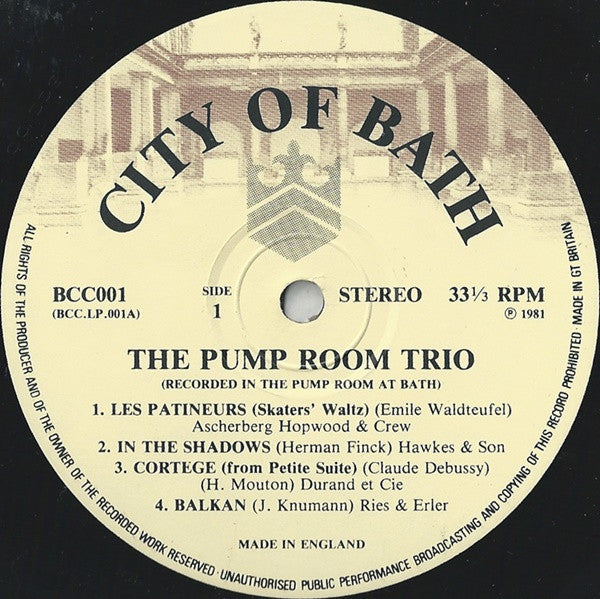 CITY OF BATH
BCC001
(BCC.LP.001A)
SIDE
1
STEREO
33⅓ RPM
℗ 1981
THE PUMP ROOM TRIO
(RECORDED IN THE PUMP ROOM AT BATH)
1. LES PATINEURS (Skaters' Waltz) (Emile Waldteufel)
Ascherberg Hopwood & Crew
2. IN THE SHADOWS (Herman Finck) Hawkes & Son
3. CORTEGE (from Petite Suite) (Claude Debussy)
(H. Mouton) Durand et Cie
4. BALKAN (J. Knumann) Ries & Erler
MADE IN ENGLAND
ALL RIGHTS OF THE PRODUCER AND OF THE OWNER OF THE RECORDED WORK RESERVED · UNAUTHORISED PUBLIC PERFORMANCE BROADCASTING AND COPYING OF THIS RECORD PROHIBITED · MADE IN GT BRITAIN